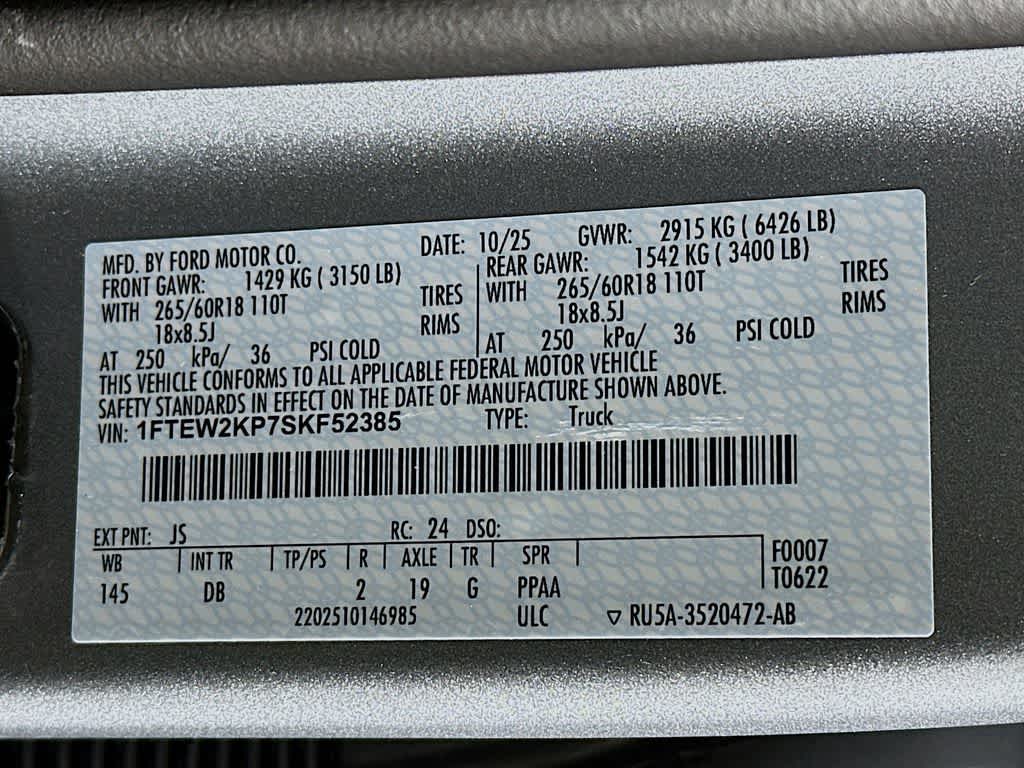 MFD. BY FORD MOTOR CO. DATE: 10/25 GVWR: 2915 KG ( 6426 LB)
FRONT GAWR: 1429 KG ( 3150 LB) REAR GAWR: 1542 KG ( 3400 LB)
WITH 265/60R18 110T TIRES WITH 265/60R18 110T TIRES
18x8.5J RIMS 18x8.5J RIMS
AT 250 kPa/ 36 PSI COLD AT 250 kPa/ 36 PSI COLD
THIS VEHICLE CONFORMS TO ALL APPLICABLE FEDERAL MOTOR VEHICLE
SAFETY STANDARDS IN EFFECT ON THE DATE OF MANUFACTURE SHOWN ABOVE.
VIN: 1FTEW2KP7SKF52385 TYPE: Truck
EXT PNT: JS RC: 24 DSO:
WB INT TR TP/PS R AXLE TR SPR F0007
145 DB 2 19 G PPAA T0622
2202510146985 ULC ▽ RU5A-3520472-AB